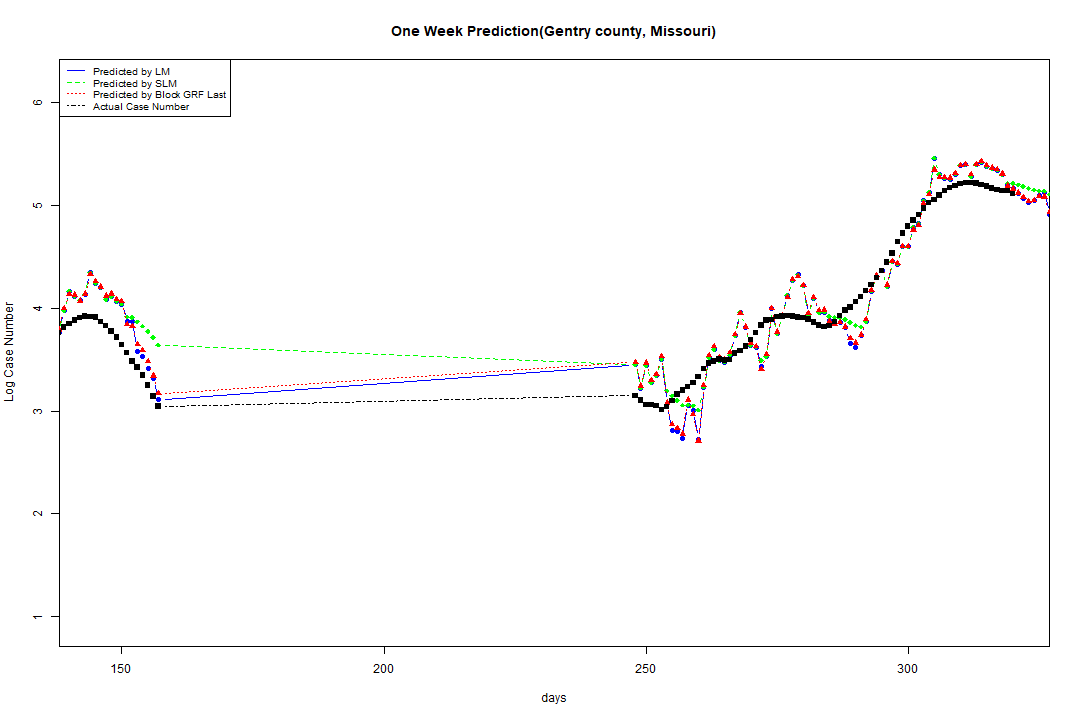 One Week Prediction(Gentry county, Missouri)
Predicted by LM
Predicted by SLM
Predicted by Block GRF Last
Actual Case Number
Log Case Number
6
5
4
3
2
1
150 200 250 300
days